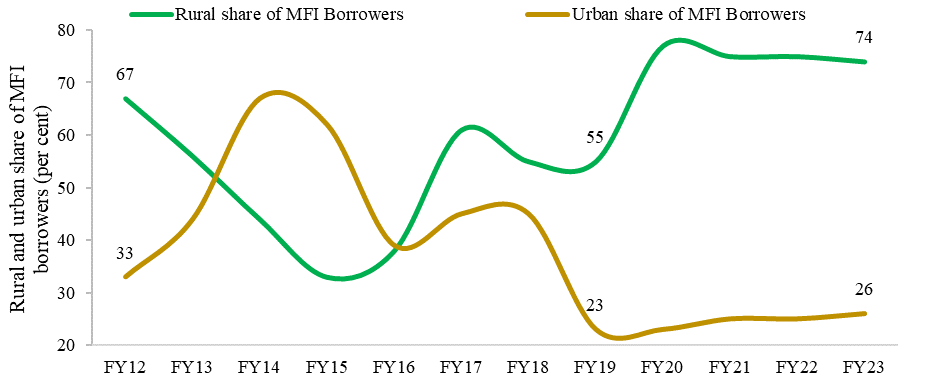 Rural share of MFI Borrowers
Urban share of MFI Borrowers
Rural and urban share of MFI
borrowers (per cent)
80
70
60
50
40
30
20
67
33
55
23
74
26
FY12 FY13 FY14 FY15 FY16 FY17 FY18 FY19 FY20 FY21 FY22 FY23